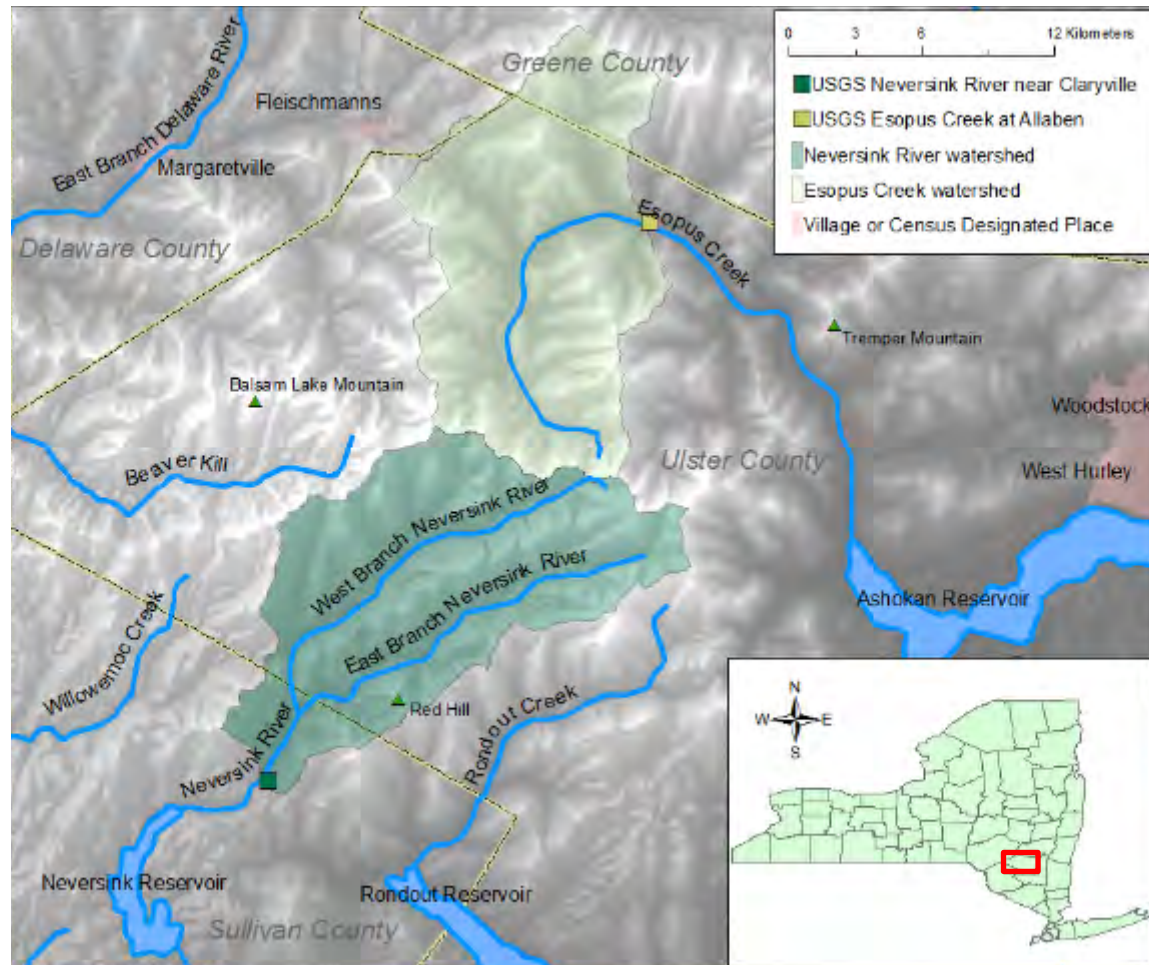 0 3 6 12 Kilometers
USGS Neversink River near Claryville
USGS Esopus Creek at Allaben
Neversink River watershed
Esopus Creek watershed
Village or Census Designated Place
Greene County
East Branch Delaware River
Fleischmanns
Margaretville
Delaware County
Esopus Creek
Tremper Mountain
Balsam Lake Mountain
Woodstock
Beaver Kill
Ulster County
West Hurley
West Branch Neversink River
East Branch Neversink River
Ashokan Reservoir
Willowemoc Creek
Red Hill
Rondout Creek
Neversink River
Neversink Reservoir
Rondout Reservoir
Sullivan County
N
W E
S